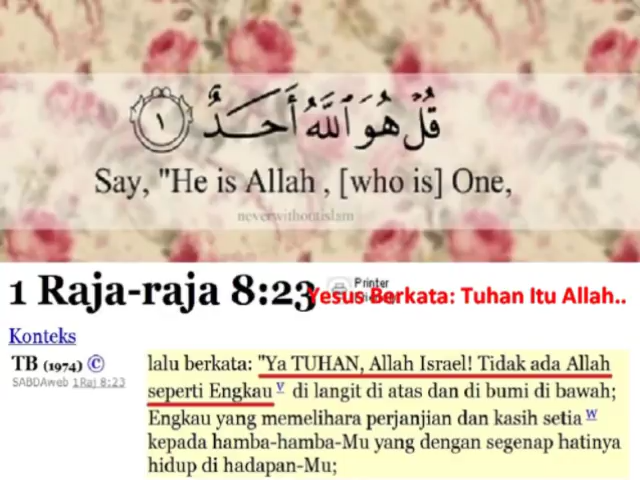 قُلْ هُوَ ٱللَّهُ أَحَدٌ ١
Say, "He is Allah , [who is] One,
neverwithoutislam
1 Raja-raja 8:23
Printer
Yesus Berkata: Tuhan Itu Allah..
Konteks
TB (1974) ©
SABDAweb 1Raj 8:23
lalu berkata: "Ya TUHAN, Allah Israel! Tidak ada Allah
seperti Engkau v di langit di atas dan di bumi di bawah;
Engkau yang memelihara perjanjian dan kasih setia w
kepada hamba-hamba-Mu yang dengan segenap hatinya
hidup di hadapan-Mu;